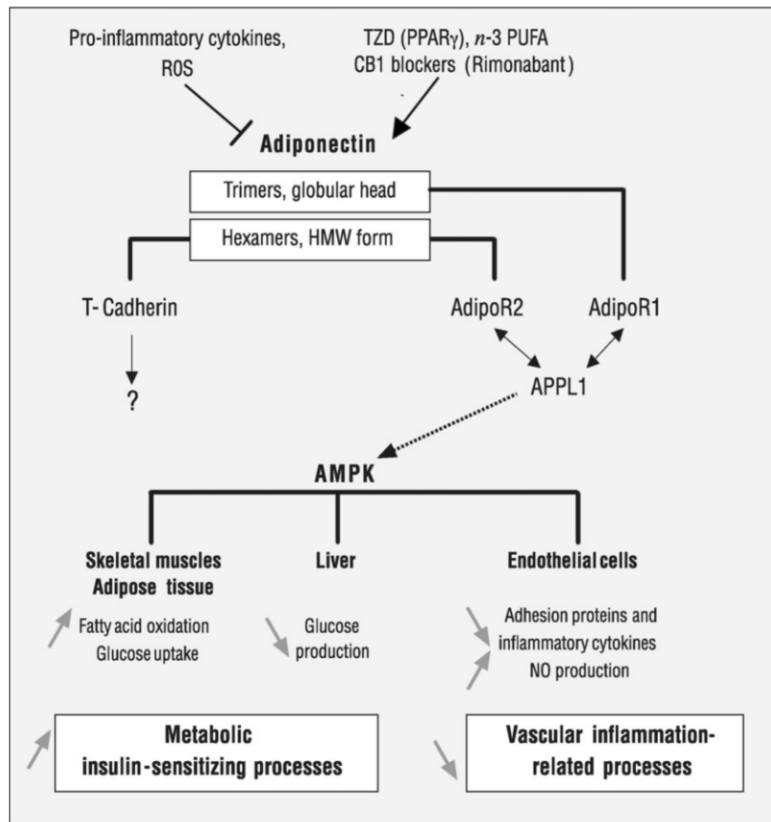 Pro-inflammatory cytokines,
ROS
TZD (PPARγ), n-3 PUFA
CB1 blockers (Rimonabant)
Adiponectin
Trimers, globular head
Hexamers, HMW form
T-Cadherin
AdipoR2
AdipoR1
?
APPL1
AMPK
Skeletal muscles
Adipose tissue
Fatty acid oxidation
Glucose uptake
Liver
Glucose
production
Endothelial cells
Adhesion proteins and
inflammatory cytokines
NO production
Metabolic
insulin-sensitizing processes
Vascular inflammation-
related processes